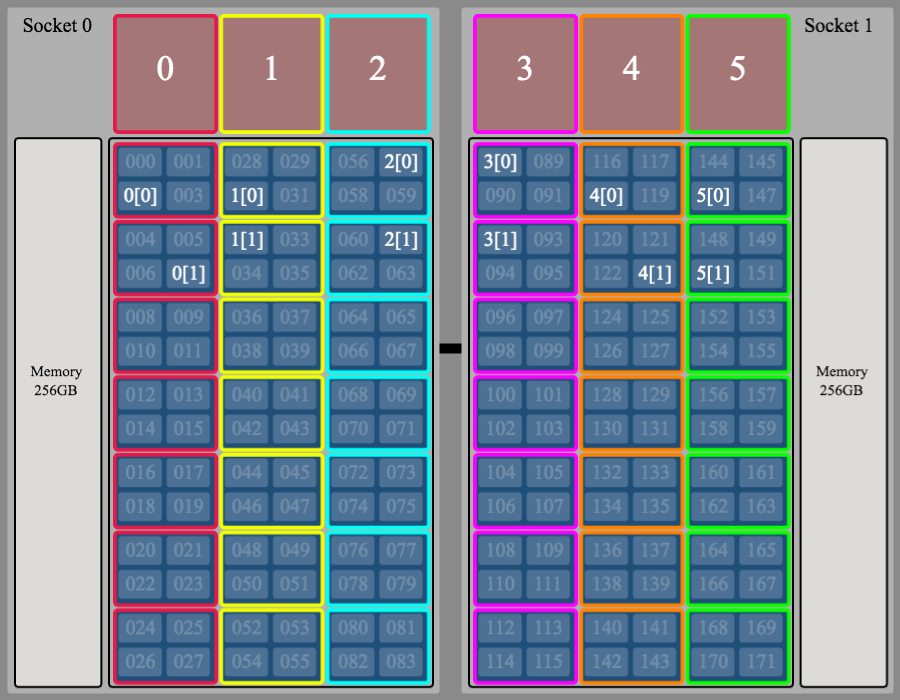 Socket 0 0 1 2 3 4 5 Socket 1
000 001 028 029 056 2[0] 3[0] 089 116 117 144 145
0[0] 003 1[0] 031 058 059 090 091 4[0] 119 5[0] 147
004 005 1[1] 033 060 2[1] 3[1] 093 120 121 148 149
006 0[1] 034 035 062 063 094 095 122 4[1] 5[1] 151
008 009 036 037 064 065 096 097 124 125 152 153
010 011 038 039 066 067 098 099 126 127 154 155
Memory 256GB
Memory 256GB
012 013 040 041 068 069 100 101 128 129 156 157
014 015 042 043 070 071 102 103 130 131 158 159
016 017 044 045 072 073 104 105 132 133 160 161
018 019 046 047 074 075 106 107 134 135 162 163
020 021 048 049 076 077 108 109 136 137 164 165
022 023 050 051 078 079 110 111 138 139 166 167
024 025 052 053 080 081 112 113 140 141 168 169
026 027 054 055 082 083 114 115 142 143 170 171